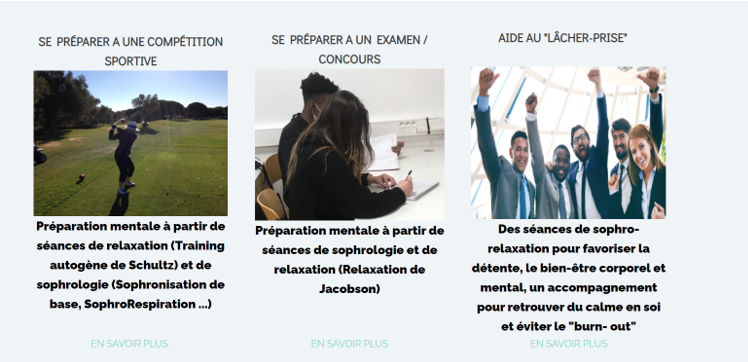 SE PRÉPARER A UNE COMPÉTITION
SPORTIVE
Préparation mentale à partir de
séances de relaxation (Training
autogène de Schultz) et de
sophrologie (Sophronisation de
base, SophroRespiration ...)
EN SAVOIR PLUS
SE PRÉPARER A UN EXAMEN /
CONCOURS
Préparation mentale à partir de
séances de sophrologie et de
relaxation (Relaxation de
Jacobson)
EN SAVOIR PLUS
AIDE AU "LÂCHER-PRISE"
Des séances de sophro-
relaxation pour favoriser la
détente, le bien-être corporel et
mental, un accompagnement
pour retrouver du calme en soi
et éviter le "burn- out"
EN SAVOIR PLUS